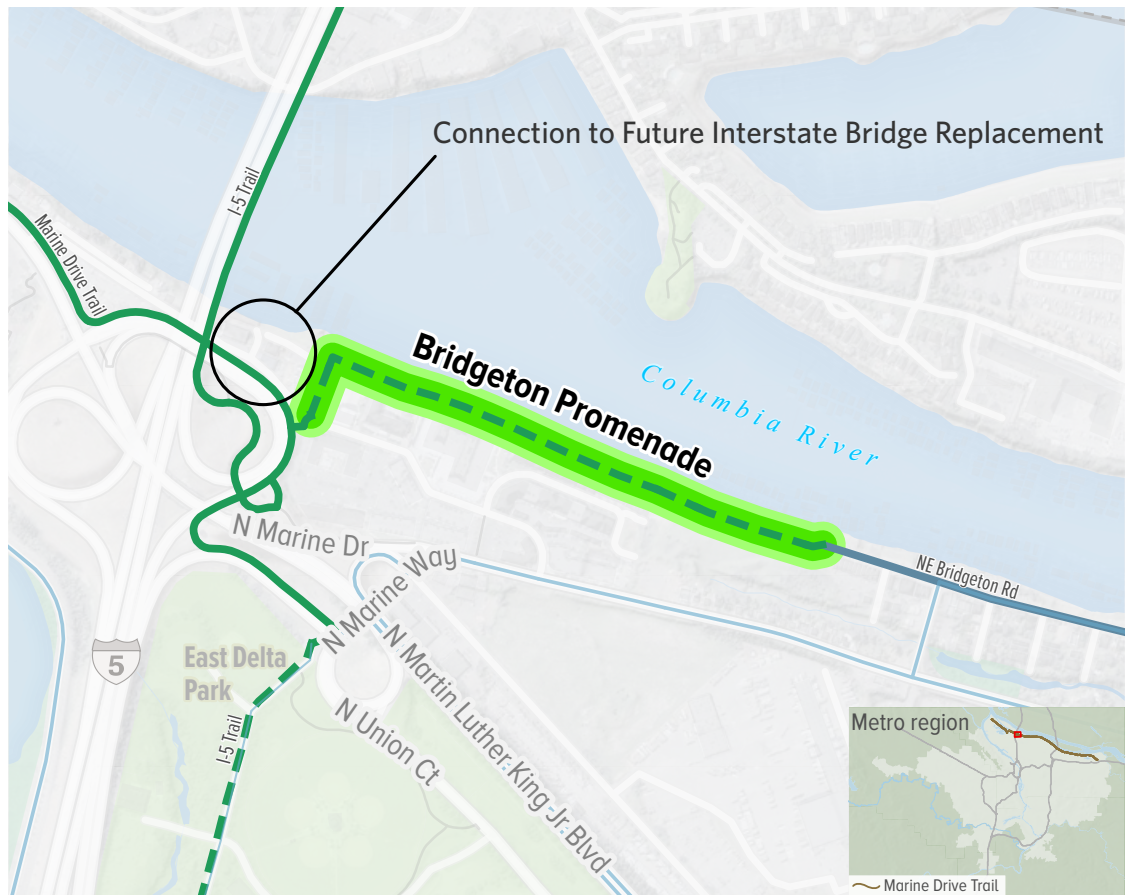 Connection to Future Interstate Bridge Replacement
I-5 Trail
Marine Drive Trail
Bridgeton Promenade
Columbia River
N Marine Dr
N Marine Way
NE Bridgeton Rd
5
East Delta
Park
N Martin Luther King Jr Blvd
N Union Ct
I-5 Trail
Metro region
Marine Drive Trail